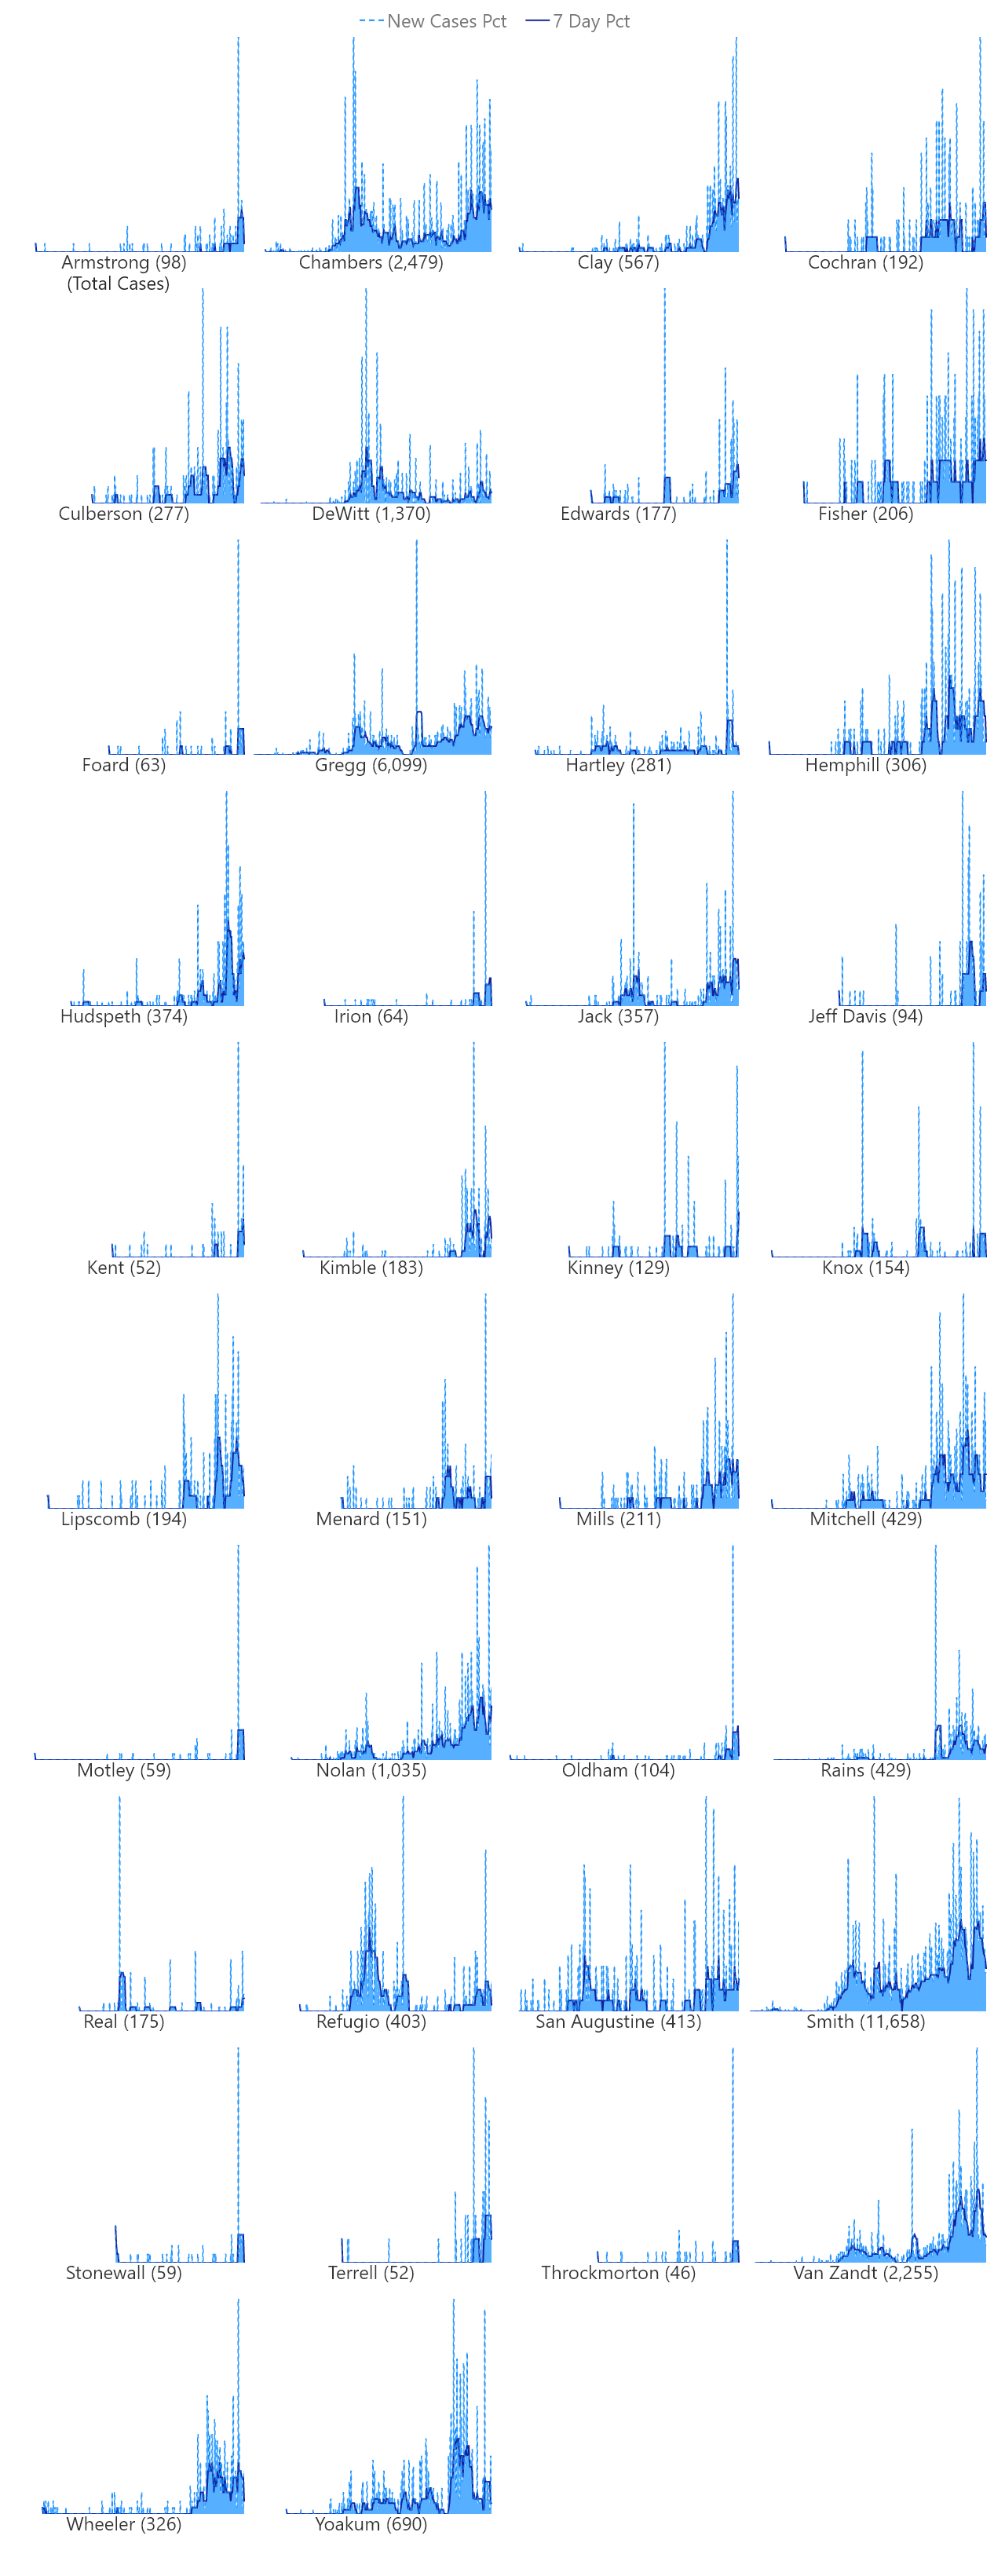 New Cases Pct 7 Day Pct
Armstrong (98) Chambers (2,479) Clay (567) Cochran (192)
(Total Cases)
Culberson (277) DeWitt (1,370) Edwards (177) Fisher (206)
Foard (63) Gregg (6,099) Hartley (281) Hemphill (306)
Hudspeth (374) Irion (64) Jack (357) Jeff Davis (94)
Kent (52) Kimble (183) Kinney (129) Knox (154)
Lipscomb (194) Menard (151) Mills (211) Mitchell (429)
Motley (59) Nolan (1,035) Oldham (104) Rains (429)
Real (175) Refugio (403) San Augustine (413) Smith (11,658)
Stonewall (59) Terrell (52) Throckmorton (46) Van Zandt (2,255)
Wheeler (326) Yoakum (690)